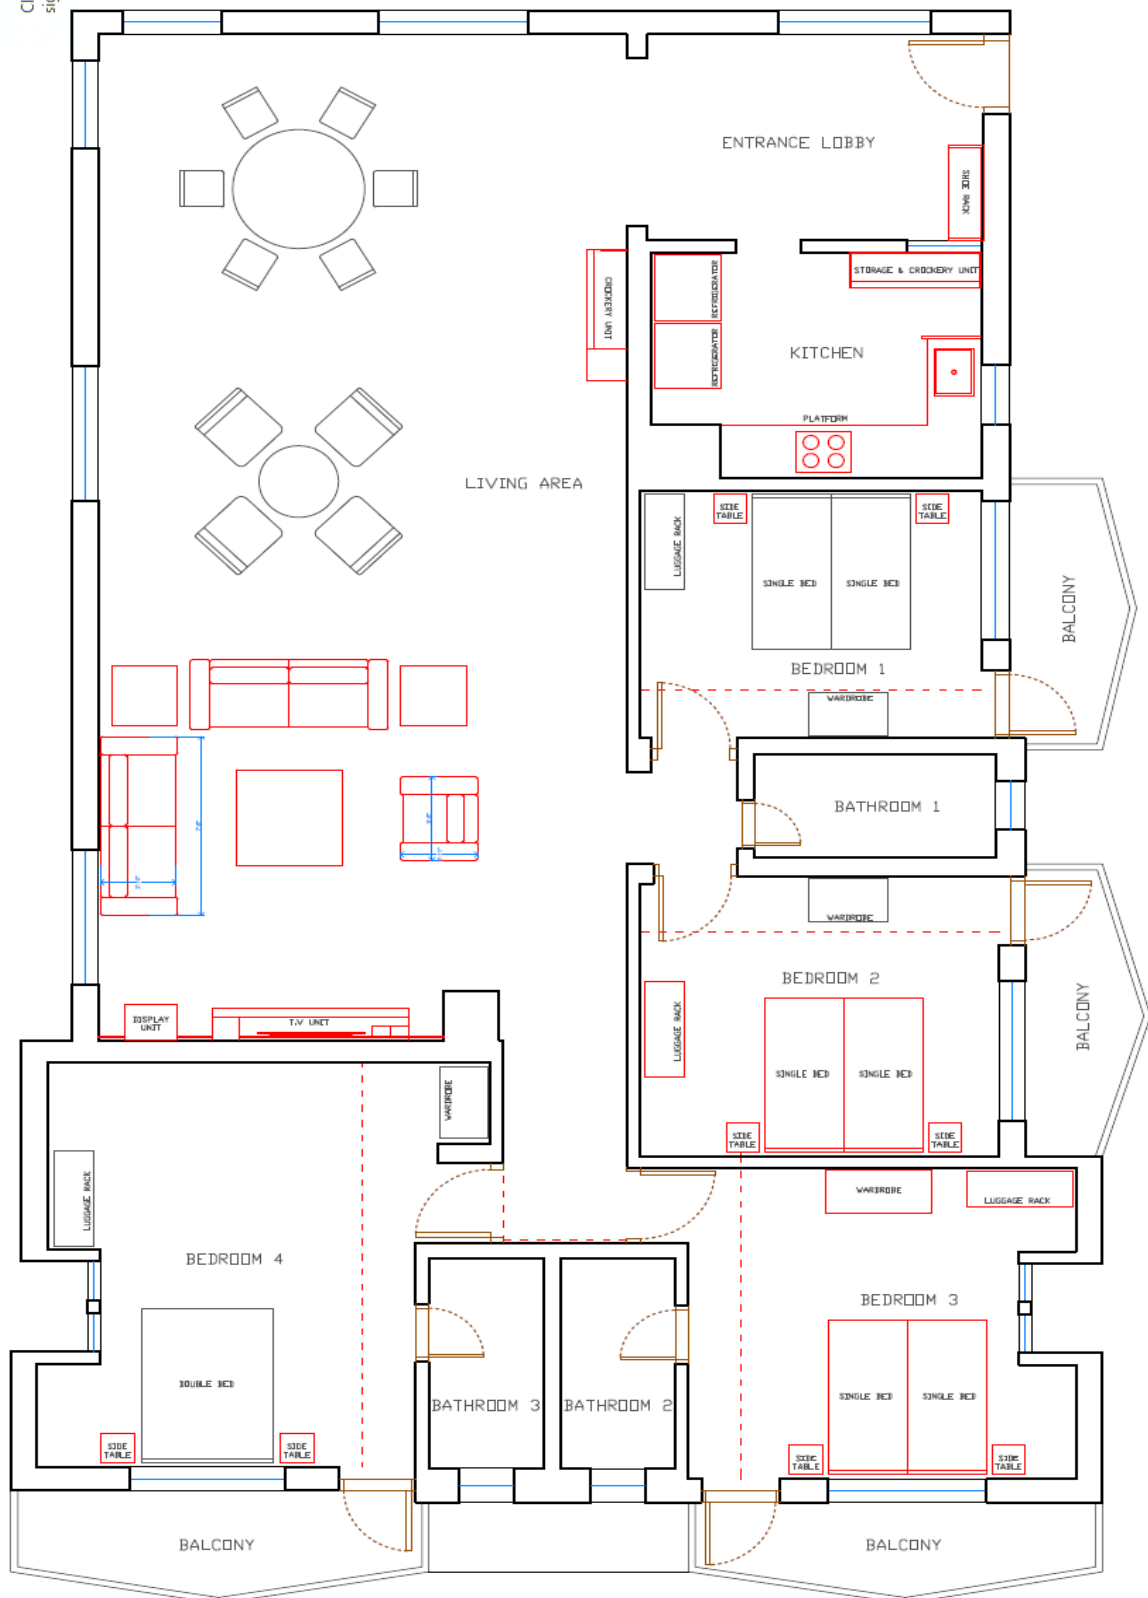 ENTRANCE LOBBY
SHOE RACK
REFRIGERATOR
STORAGE & CROCKERY UNIT
CROCKERY UNIT
KITCHEN
REFRIGERATOR
PLATFORM
LIVING AREA
LUGGAGE RACK
SIDE
TABLE
SIDE
TABLE
SINGLE BED
SINGLE BED
BALCONY
BEDROOM 1
WARDROBE
BATHROOM 1
WARDROBE
BEDROOM 2
LUGGAGE RACK
BALCONY
DISPLAY
UNIT
T.V UNIT
SINGLE BED
SINGLE BED
WARDROBE
SIDE
TABLE
SIDE
TABLE
LUGGAGE RACK
WARDROBE
LUGGAGE RACK
BEDROOM 4
BEDROOM 3
DOUBLE BED
SINGLE BED
SINGLE BED
BATHROOM 3
BATHROOM 2
SIDE
TABLE
SIDE
TABLE
SIDE
TABLE
SIDE
TABLE
BALCONY
BALCONY